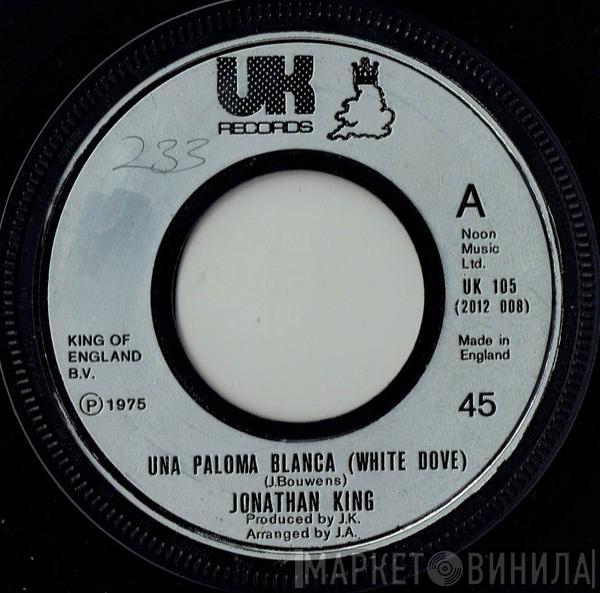 UK
RECORDS
233
A
Noon
Music
Ltd.
UK 105
(2012 008)
KING OF
ENGLAND
B.V.
Made in
England
Ⓟ1975
45
UNA PALOMA BLANCA (WHITE DOVE)
(J.Bouwens)
JONATHAN KING
Produced by J.K.
Arranged by J.A.
МАРКЕТ ВИНИЛА